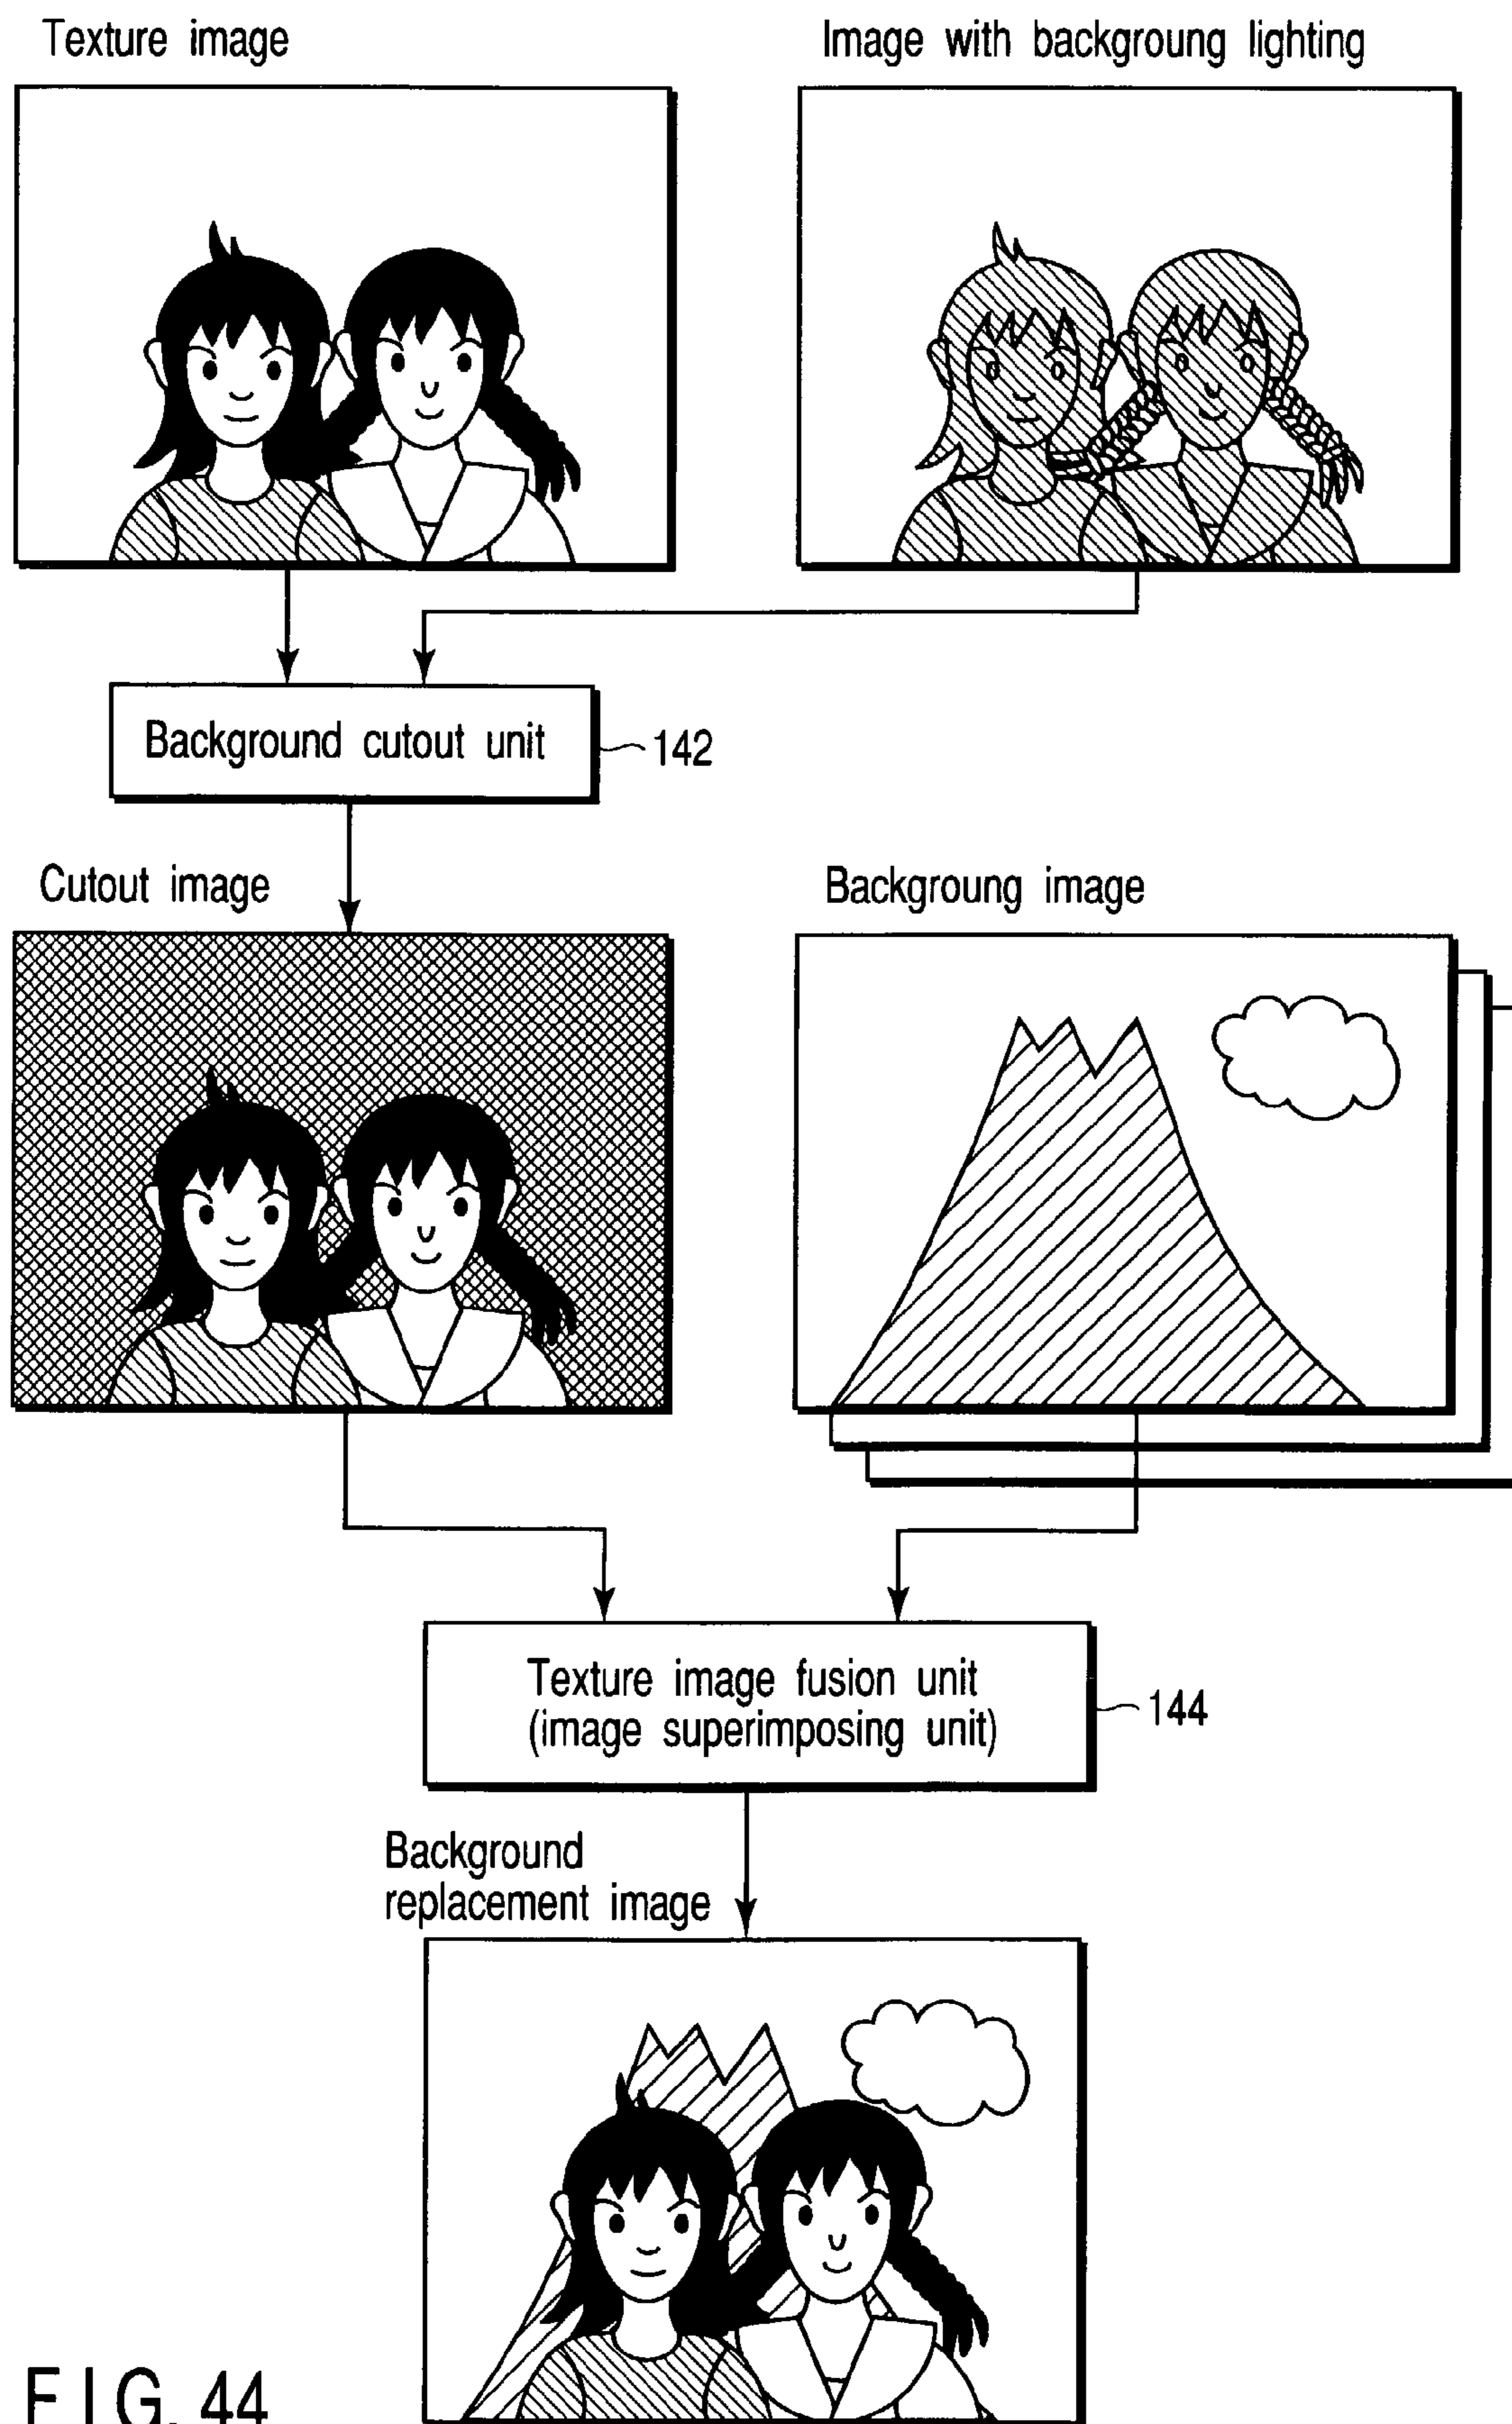 Texture image
Image with backgroung lighting
Background cutout unit
142
Cutout image
Backgroung image
Texture image fusion unit
(image superimposing unit)
144
Background
replacement image
FIG. 44